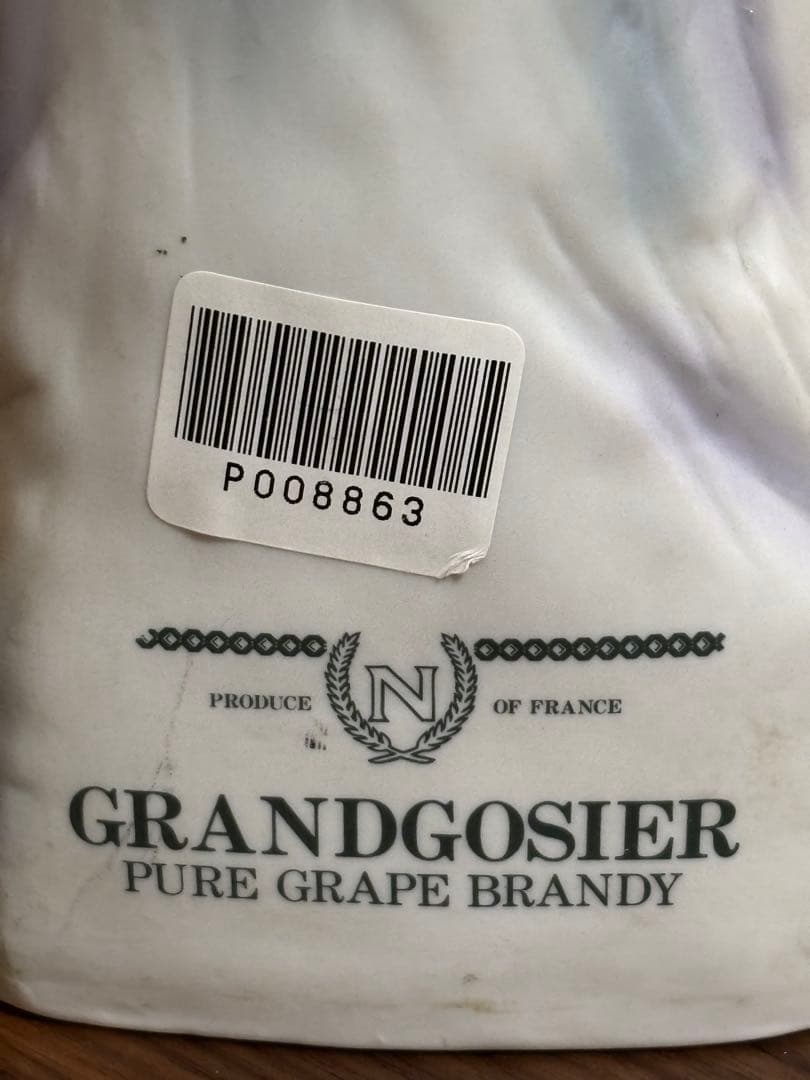 P008863
N
PRODUCE OF FRANCE
GRANDGOSIER
PURE GRAPE BRANDY